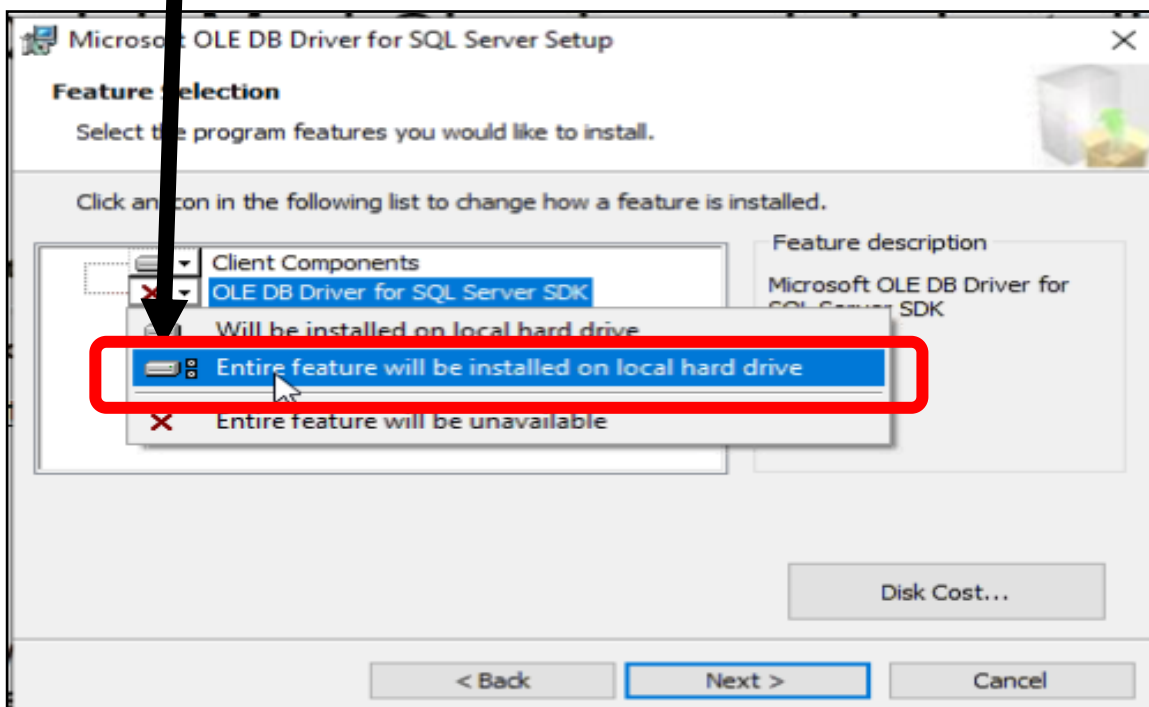 Microsoft OLE DB Driver for SQL Server Setup
Feature Selection
Select the program features you would like to install.
Click an icon in the following list to change how a feature is installed.
Client Components
OLE DB Driver for SQL Server SDK
Will be installed on local hard drive
Entire feature will be installed on local hard drive
Entire feature will be unavailable
Feature description
Microsoft OLE DB Driver for
SQL Server SDK
Disk Cost...
< Back
Next >
Cancel